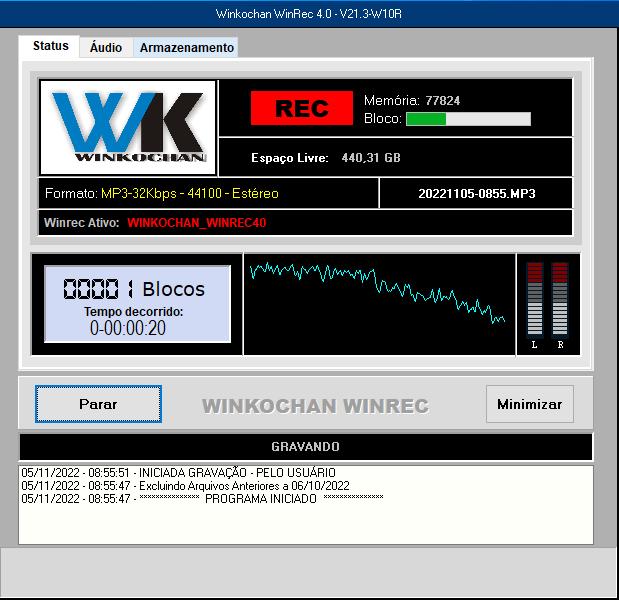 Winkochan WinRec 4.0 - V21.3-W10R
Status Áudio Armazenamento
WK
WINKOCHAN
REC
Memória: 77824
Bloco:
Espaço Livre: 440,31 GB
Formato: MP3-32Kbps - 44100 - Estéreo
20221105-0855.MP3
Winrec Ativo: WINKOCHAN_WINREC40
00001 Blocos
Tempo decorrido:
0-00:00:20
L R
Parar
WINKOCHAN WINREC
Minimizar
GRAVANDO
05/11/2022 - 08:55:51 - INICIADA GRAVAÇÃO - PELO USUÁRIO
05/11/2022 - 08:55:47 - Excluindo Arquivos Anteriores a 06/10/2022
05/11/2022 - 08:55:47 - *************** PROGRAMA INICIADO ***************